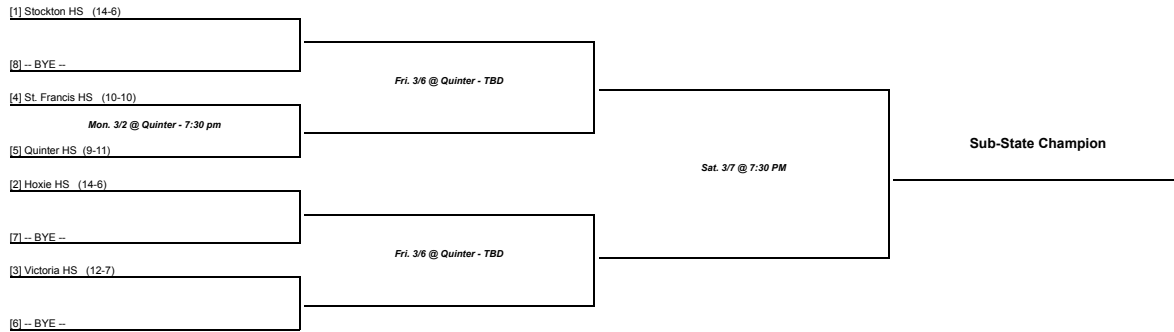 [1] Stockton HS (14-6)
[8] -- BYE --
Fri. 3/6 @ Quinter - TBD
[4] St. Francis HS (10-10)
Mon. 3/2 @ Quinter - 7:30 pm
[5] Quinter HS (9-11)
Sub-State Champion
Sat. 3/7 @ 7:30 PM
[2] Hoxie HS (14-6)
[7] -- BYE --
Fri. 3/6 @ Quinter - TBD
[3] Victoria HS (12-7)
[6] -- BYE --